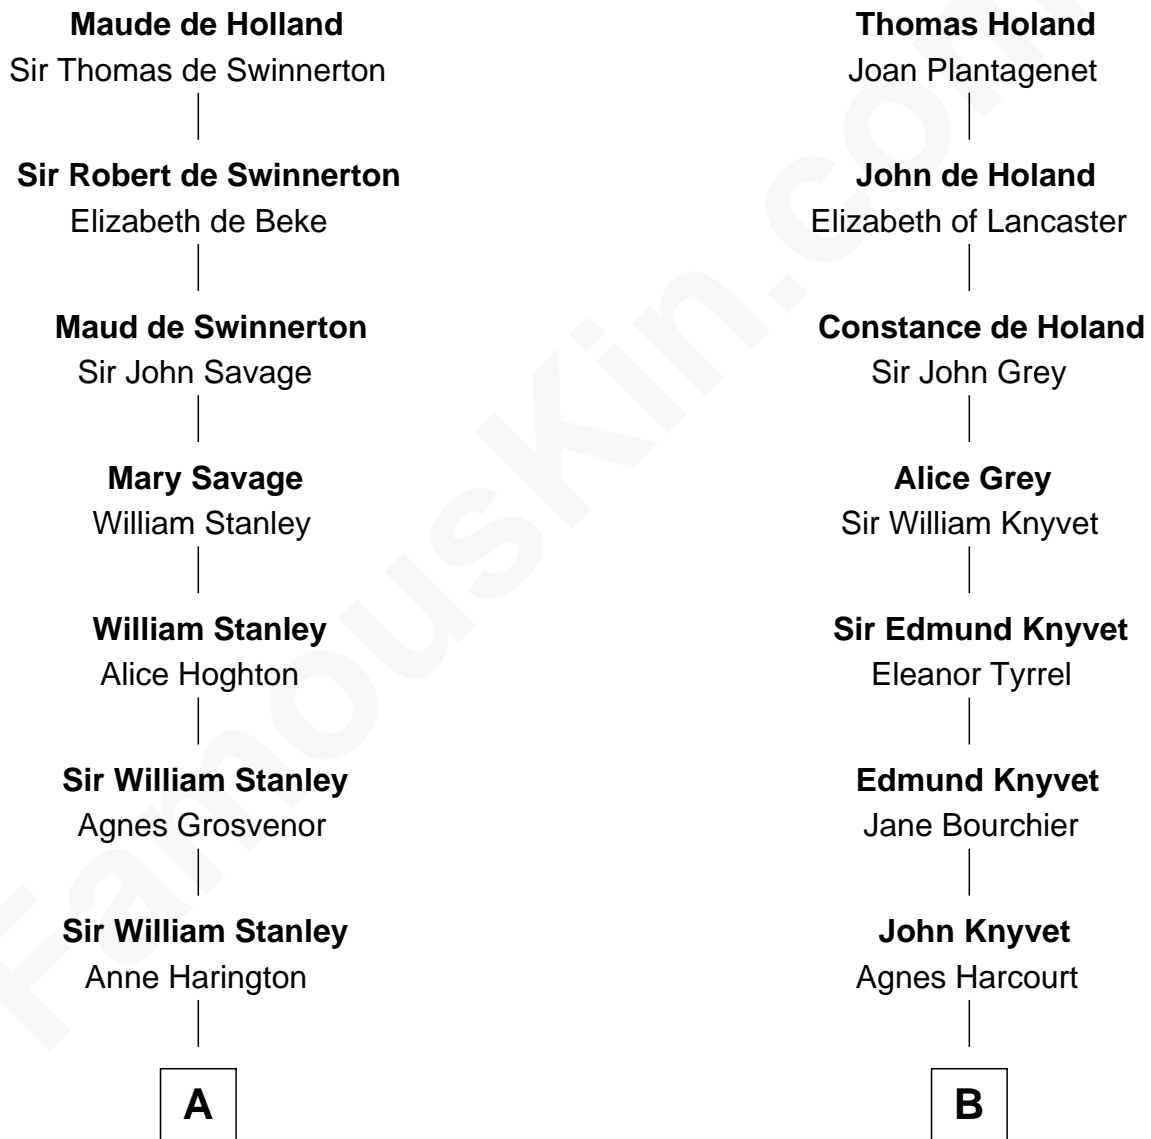 Maude de Holland
Sir Thomas de Swinnerton
Sir Robert de Swinnerton
Elizabeth de Beke
Maud de Swinnerton
Sir John Savage
Mary Savage
William Stanley
William Stanley
Alice Hoghton
Sir William Stanley
Agnes Grosvenor
Sir William Stanley
Anne Harington
A
Thomas Holand
Joan Plantagenet
John de Holand
Elizabeth of Lancaster
Constance de Holand
Sir John Grey
Alice Grey
Sir William Knyvet
Sir Edmund Knyvet
Eleanor Tyrrel
Edmund Knyvet
Jane Bourchier
John Knyvet
Agnes Harcourt
B
FamousKin.com